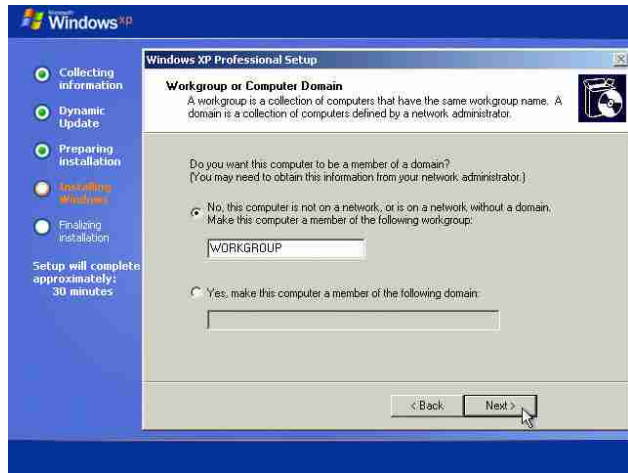 Microsoft
Windows xp
Collecting
information
Dynamic
Update
Preparing
installation
Installing
Windows
Finalizing
installation
Setup will complete
approximately:
30 minutes
Windows XP Professional Setup
Workgroup or Computer Domain
A workgroup is a collection of computers that have the same workgroup name. A
domain is a collection of computers defined by a network administrator.
Do you want this computer to be a member of a domain?
(You may need to obtain this information from your network administrator.)
No, this computer is not on a network, or is on a network without a domain.
Make this computer a member of the following workgroup:
WORKGROUP
Yes, make this computer a member of the following domain:
< Back
Next >